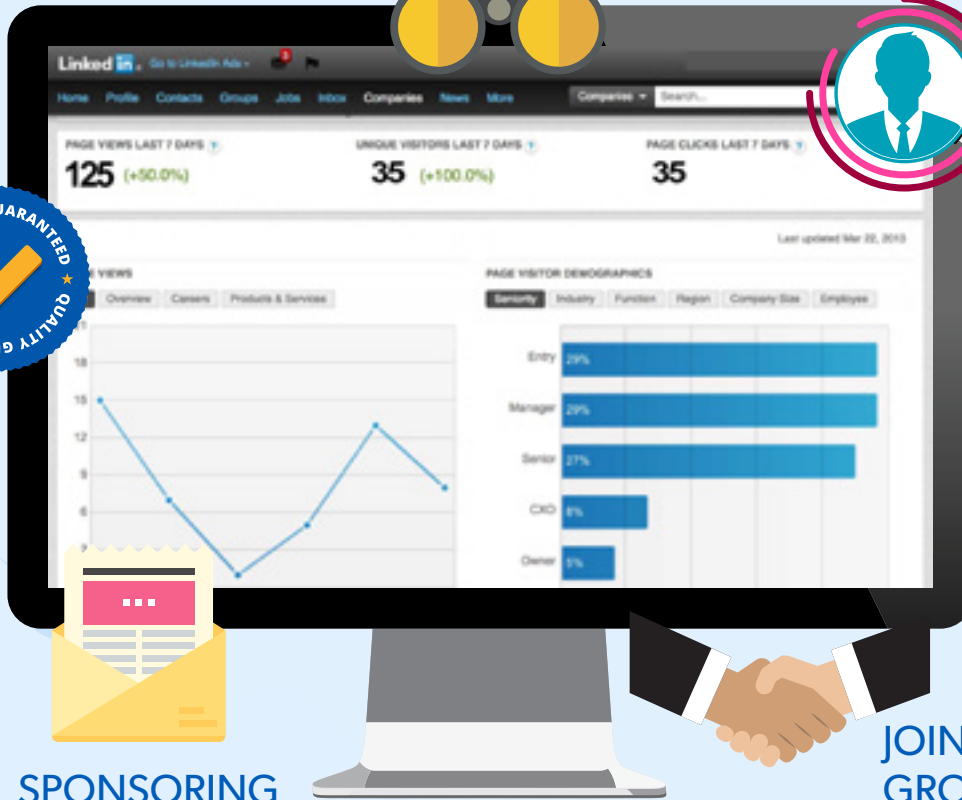 Linked in. Go to LinkedIn Ads 3
Home Profile Contacts Groups Jobs Inbox Companies News More Companies Search...
PAGE VIEWS LAST 7 DAYS ?
125 (+50.0%)
UNIQUE VISITORS LAST 7 DAYS ?
35 (+100.0%)
PAGE CLICKS LAST 7 DAYS ?
35
Last updated Mar 22, 2013
VIEWS
Overview Careers Products & Services
18
15
12
9
6
PAGE VISITOR DEMOGRAPHICS
Seniority Industry Function Region Company Size Employee
Entry 29%
Manager 29%
Senior 27%
CXO 8%
Owner 5%
UARANTEED ★ QUALITY G
SPONSORING
JOIN
GRO